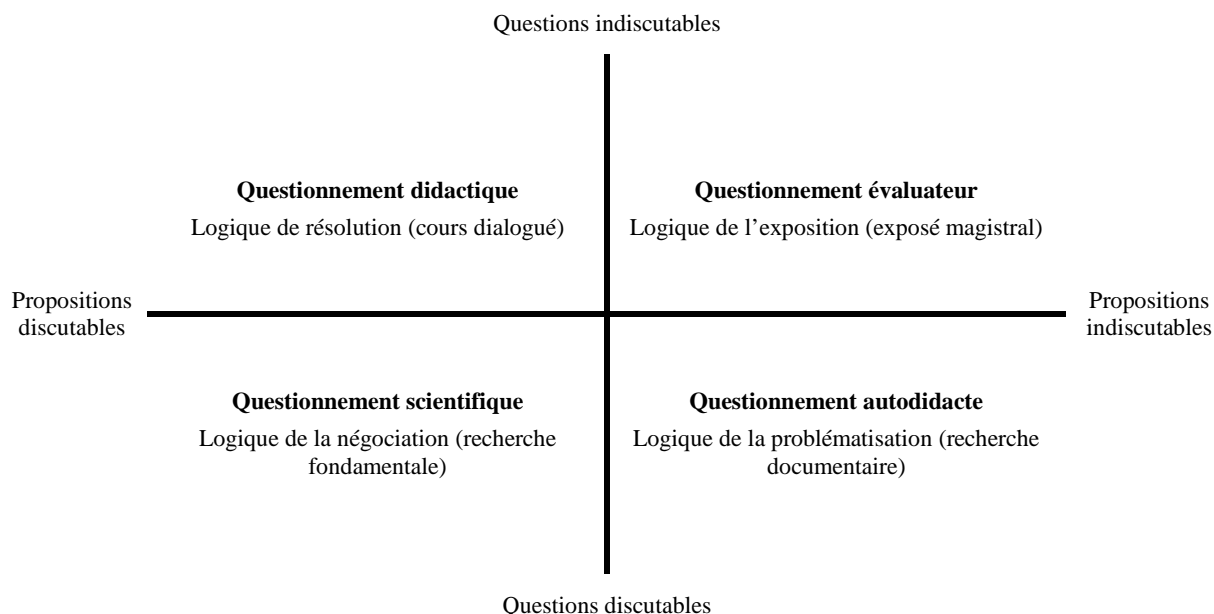 Questions indiscutables
Questionnement didactique
Logique de résolution (cours dialogué)
Questionnement évaluateur
Logique de l’exposition (exposé magistral)
Propositions
discutables
Propositions
indiscutables
Questionnement scientifique
Logique de la négociation (recherche
fondamentale)
Questionnement autodidacte
Logique de la problématisation (recherche
documentaire)
Questions discutables